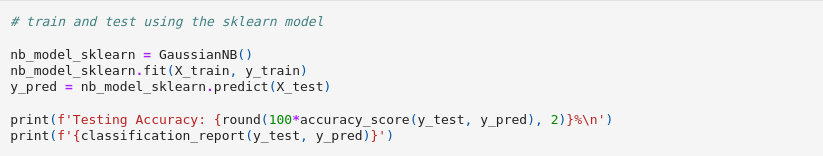 # train and test using the sklearn model
nb_model_sklearn = GaussianNB()
nb_model_sklearn.fit(X_train, y_train)
y_pred = nb_model_sklearn.predict(X_test)
print(f'Testing Accuracy: {round(100*accuracy_score(y_test, y_pred), 2)}%\n')
print(f'{classification_report(y_test, y_pred)}')